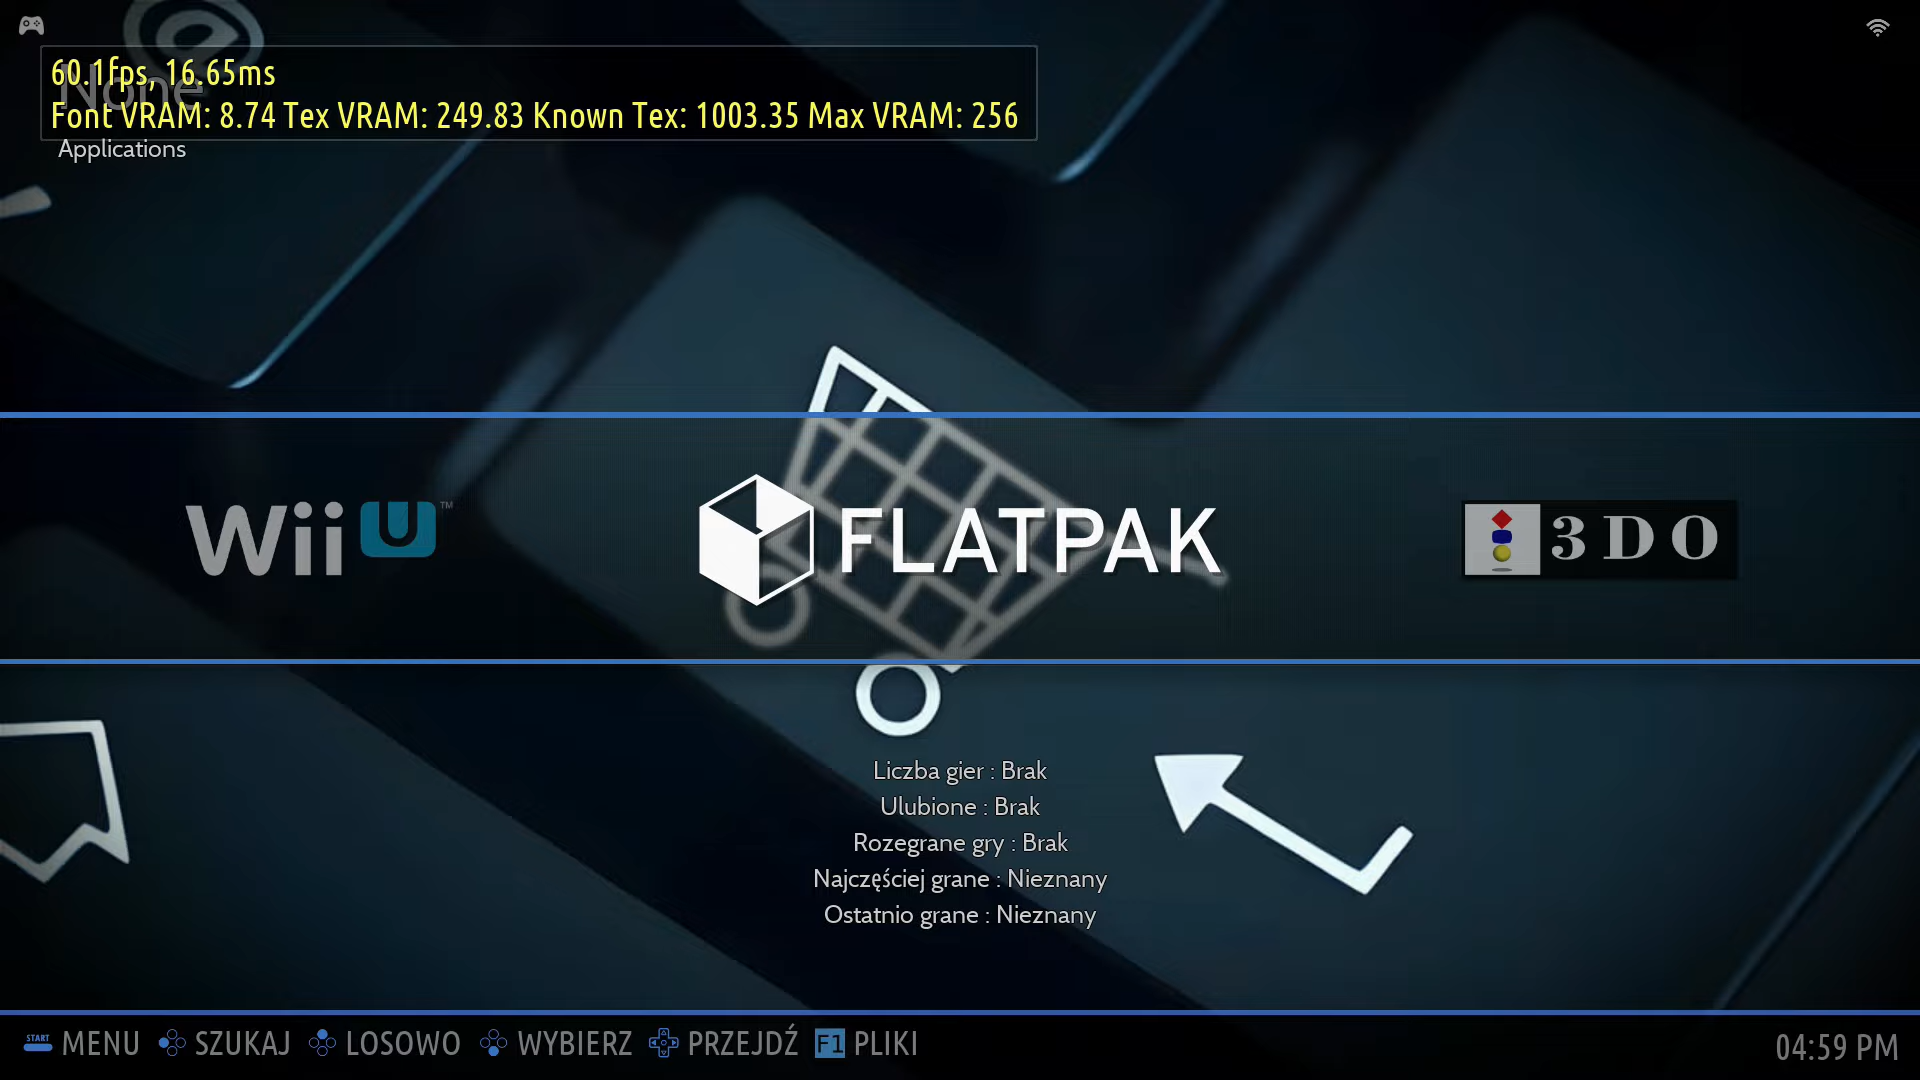 60.1fps, 16.65ms
None
Font VRAM: 8.74 Tex VRAM: 249.83 Known Tex: 1003.35 Max VRAM: 256
Applications
Wii U™
FLATPAK
3DO
Liczba gier : Brak
Ulubione : Brak
Rozegrane gry : Brak
Najczęściej grane : Nieznany
Ostatnio grane : Nieznany
START MENU SZUKAJ LOSOWO WYBIERZ PRZEJDŹ F1 PLIKI
04:59 PM